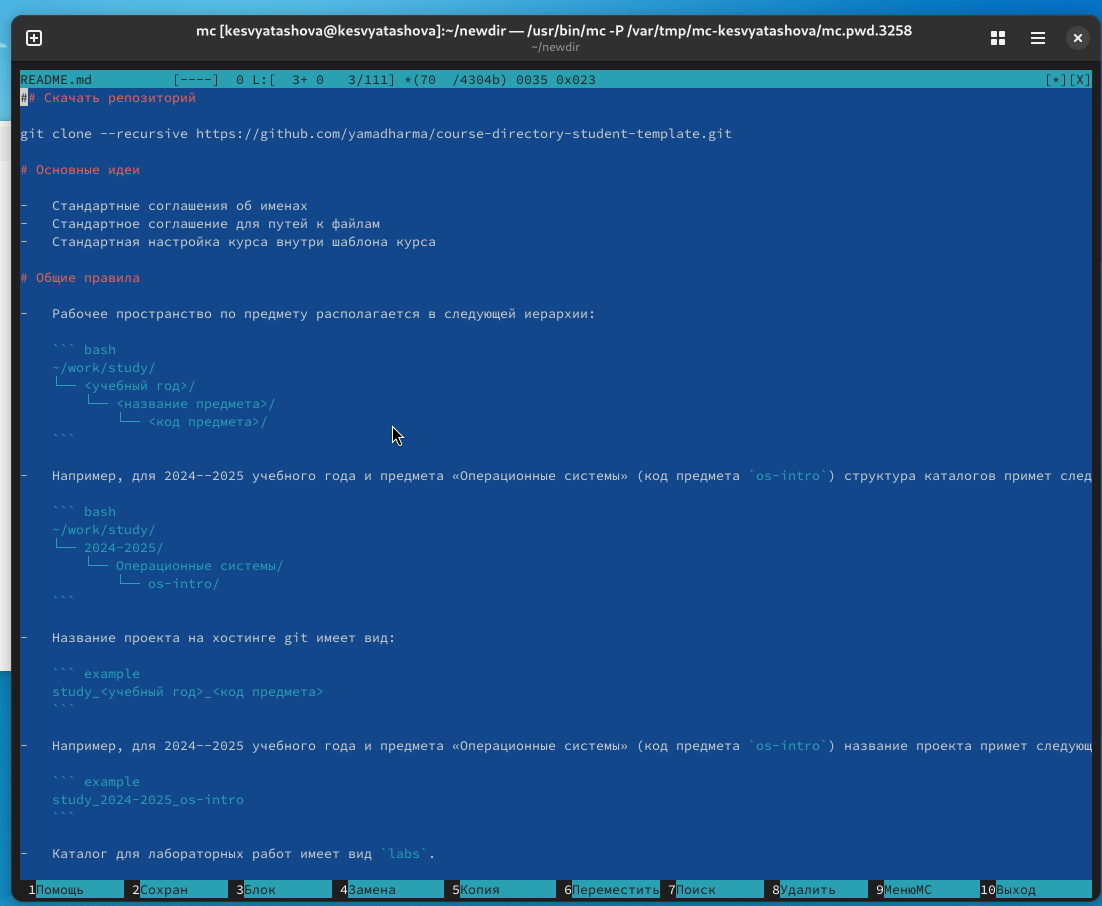 mc [kesvyatashova@kesvyatashova]:~/newdir — /usr/bin/mc -P /var/tmp/mc-kesvyatashova/mc.pwd.3258
~/newdir
README.md [----] 0 L:[ 3+ 0 3/111] *(70 /4304b) 0035 0x023 [*][X]
## Скачать репозиторий
git clone --recursive https://github.com/yamadharma/course-directory-student-template.git
# Основные идеи
- Стандартные соглашения об именах
- Стандартное соглашение для путей к файлам
- Стандартная настройка курса внутри шаблона курса
# Общие правила
- Рабочее пространство по предмету располагается в следующей иерархии:
``` bash
~/work/study/
└── <учебный год>/
└── <название предмета>/
└── <код предмета>/
```
- Например, для 2024--2025 учебного года и предмета «Операционные системы» (код предмета `os-intro`) структура каталогов примет след
``` bash
~/work/study/
└── 2024-2025/
└── Операционные системы/
└── os-intro/
```
- Название проекта на хостинге git имеет вид:
``` example
study_<учебный год>_<код предмета>
```
- Например, для 2024--2025 учебного года и предмета «Операционные системы» (код предмета `os-intro`) название проекта примет следующ
``` example
study_2024-2025_os-intro
```
- Каталог для лабораторных работ имеет вид `labs`.
1Помощь 2Сохран 3Блок 4Замена 5Копия 6Переместить 7Поиск 8Удалить 9МенюМС 10Выход